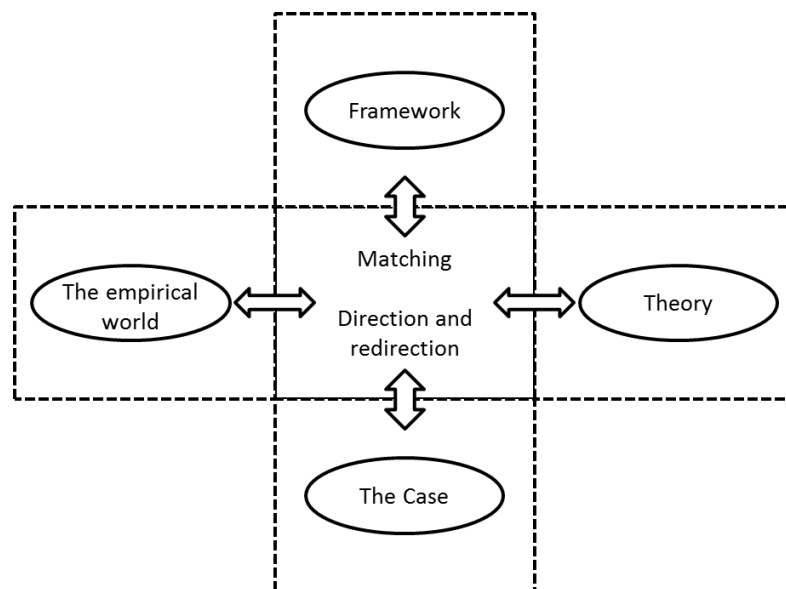 Framework
Matching
The empirical
world
Direction and
redirection
Theory
The Case